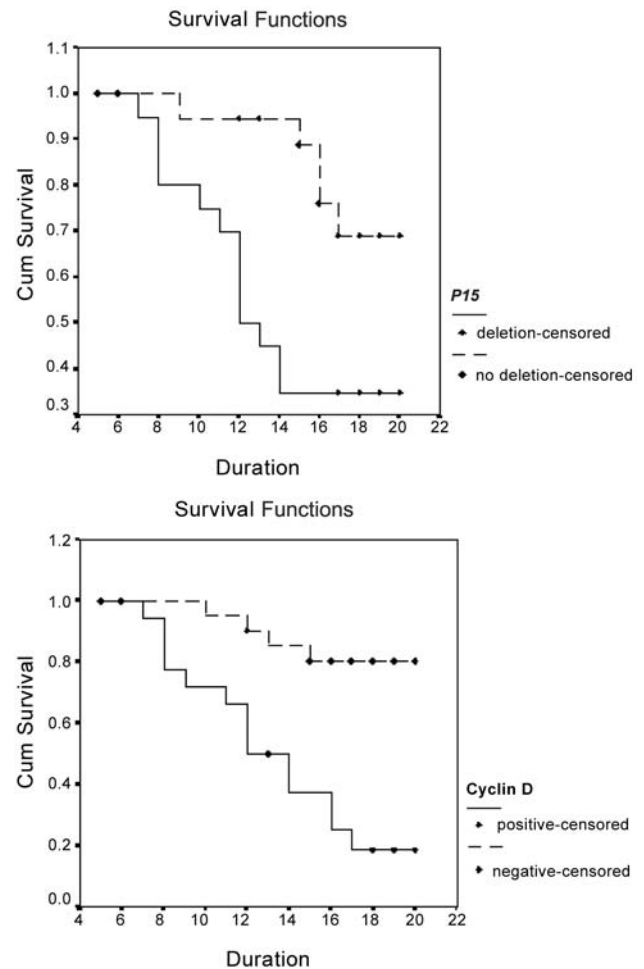 Survival Functions
1.1
1.0
0.9
0.8
0.7
0.6
0.5
0.4
0.3
Cum Survival
4 6 8 10 12 14 16 18 20 22
Duration
P15
deletion-censored
no deletion-censored
Survival Functions
1.2
1.0
0.8
0.6
0.4
0.2
0.0
Cum Survival
4 6 8 10 12 14 16 18 20 22
Duration
Cyclin D
positive-censored
negative-censored